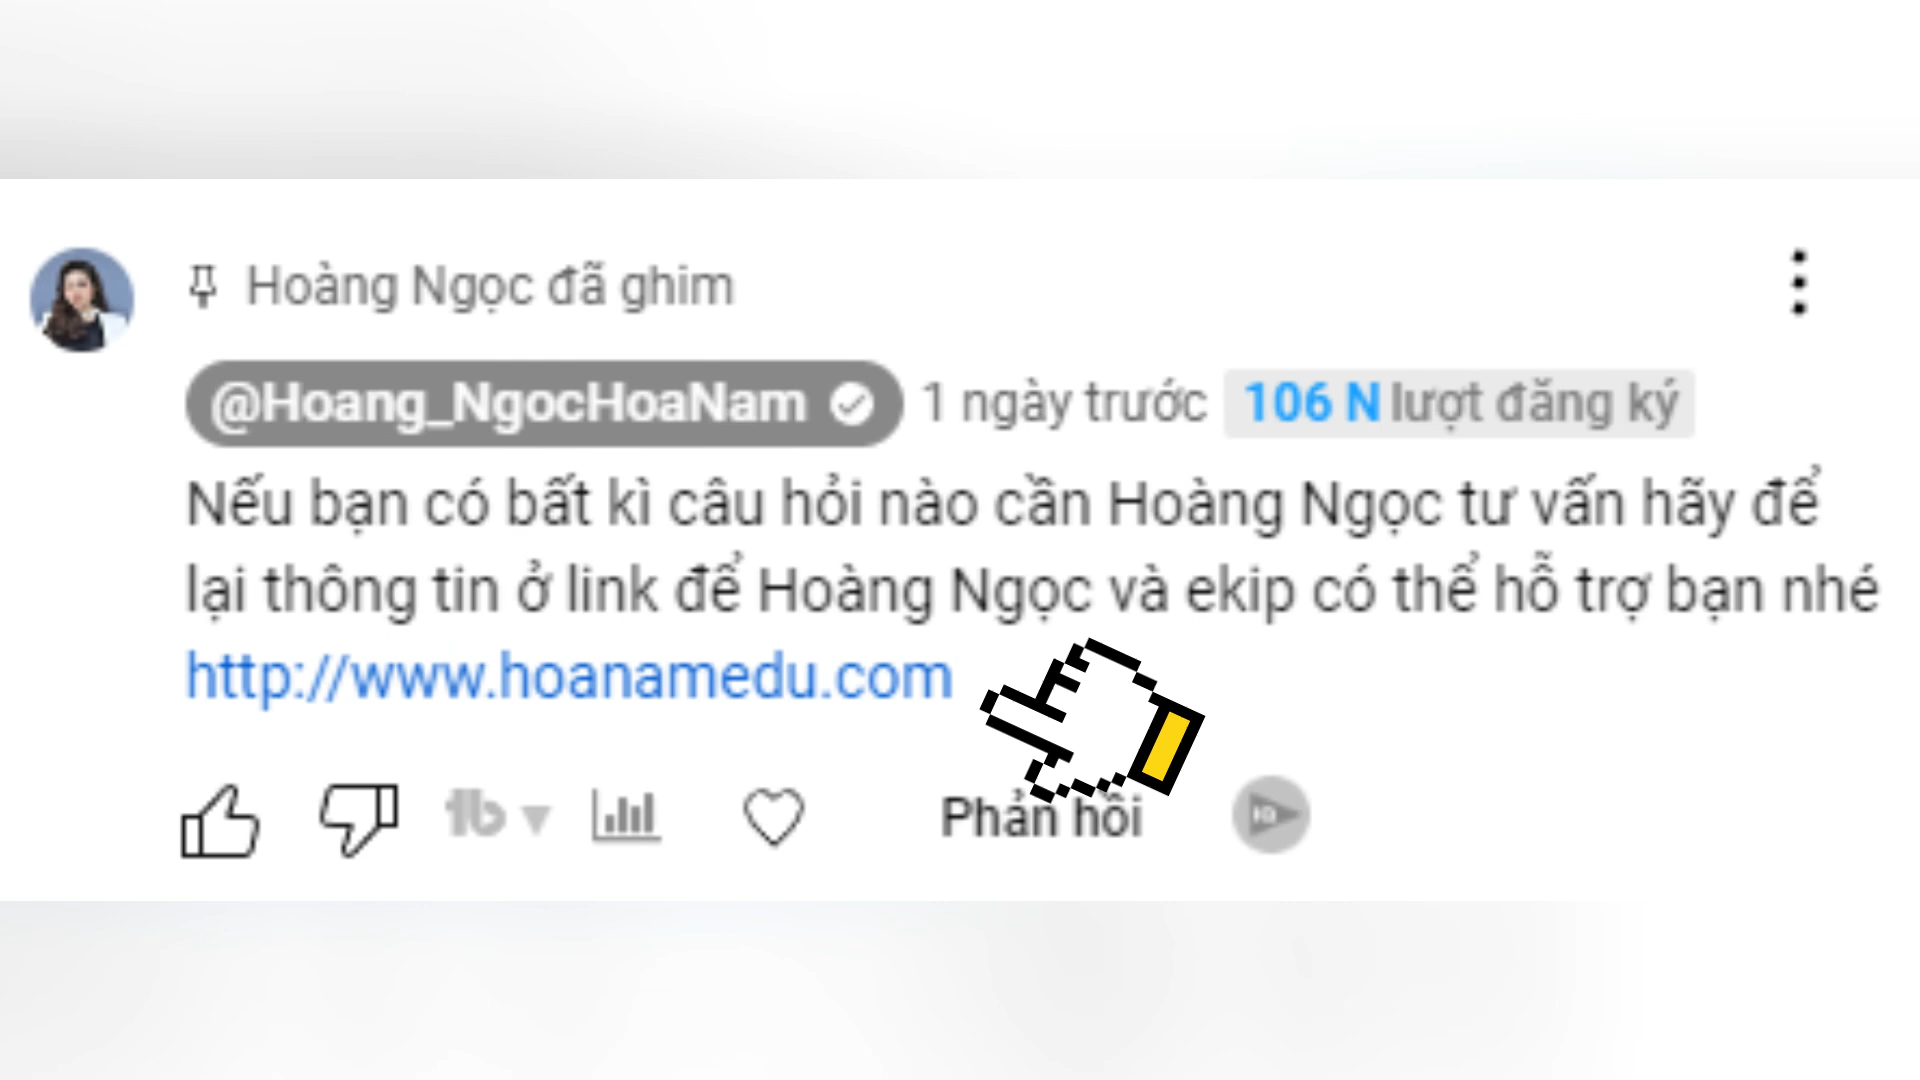 Hoàng Ngọc đã ghim
@Hoang_NgocHoaNam 1 ngày trước 106 N lượt đăng ký
Nếu bạn có bất kì câu hỏi nào cần Hoàng Ngọc tư vấn hãy để
lại thông tin ở link để Hoàng Ngọc và ekip có thể hỗ trợ bạn nhé
http://www.hoanamedu.com
Phản hồi